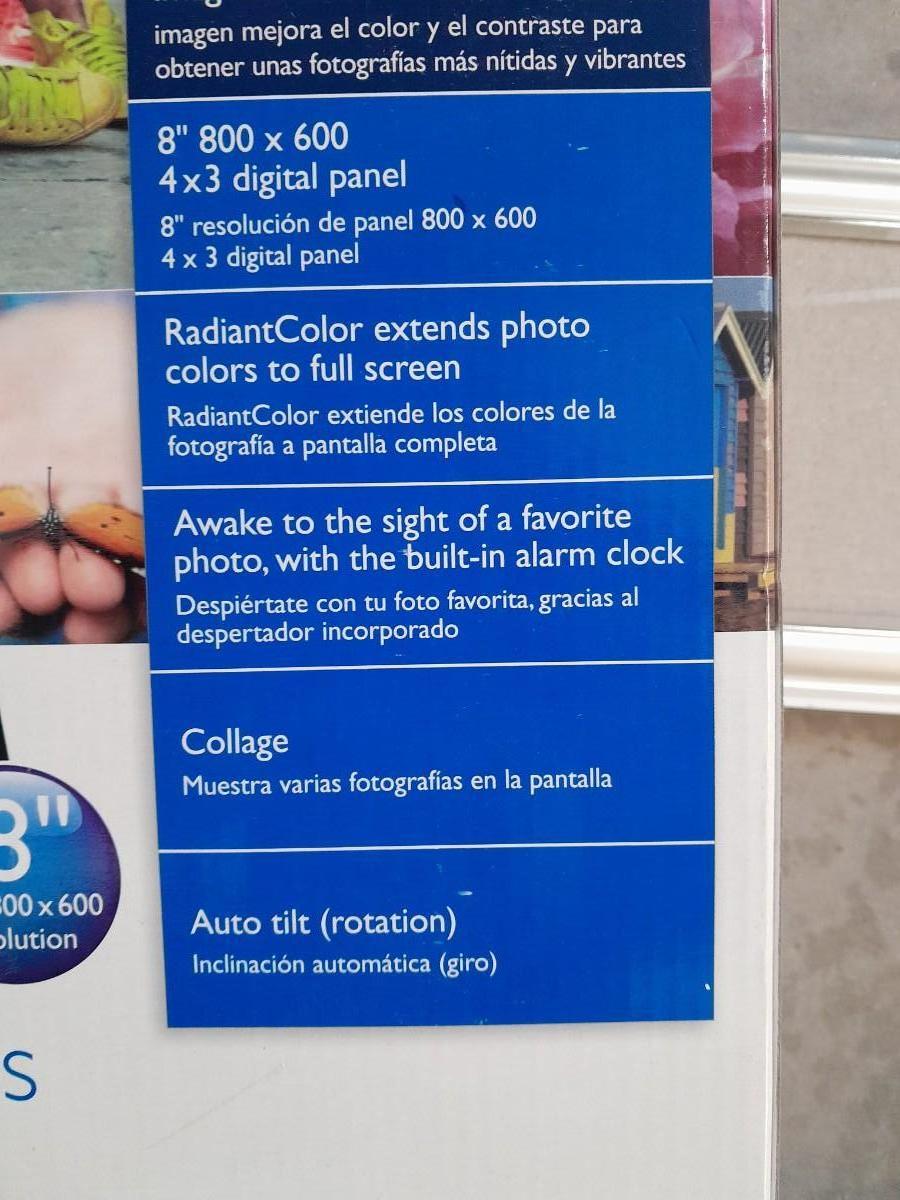 imagen mejora el color y el contraste para
obtener unas fotografías más nítidas y vibrantes
8" 800 x 600
4x3 digital panel
8" resolución de panel 800 x 600
4 x 3 digital panel
RadiantColor extends photo
colors to full screen
RadiantColor extiende los colores de la
fotografía a pantalla completa
Awake to the sight of a favorite
photo, with the built-in alarm clock
Despiértate con tu foto favorita, gracias al
despertador incorporado
Collage
Muestra varias fotografías en la pantalla
8"
800 x 600
olution
Auto tilt (rotation)
Inclinación automática (giro)
s